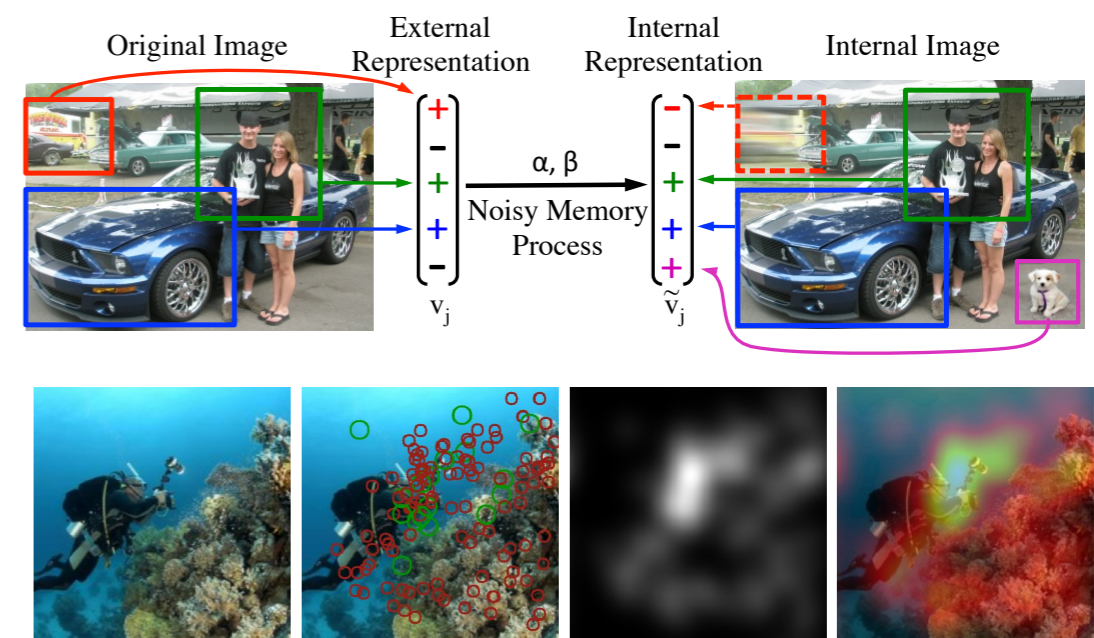 Original Image
External
Representation
Internal
Representation
Internal Image
+
-
+
+
-
α, β
Noisy Memory
Process
-
-
+
+
+
v_j
ṽ_j